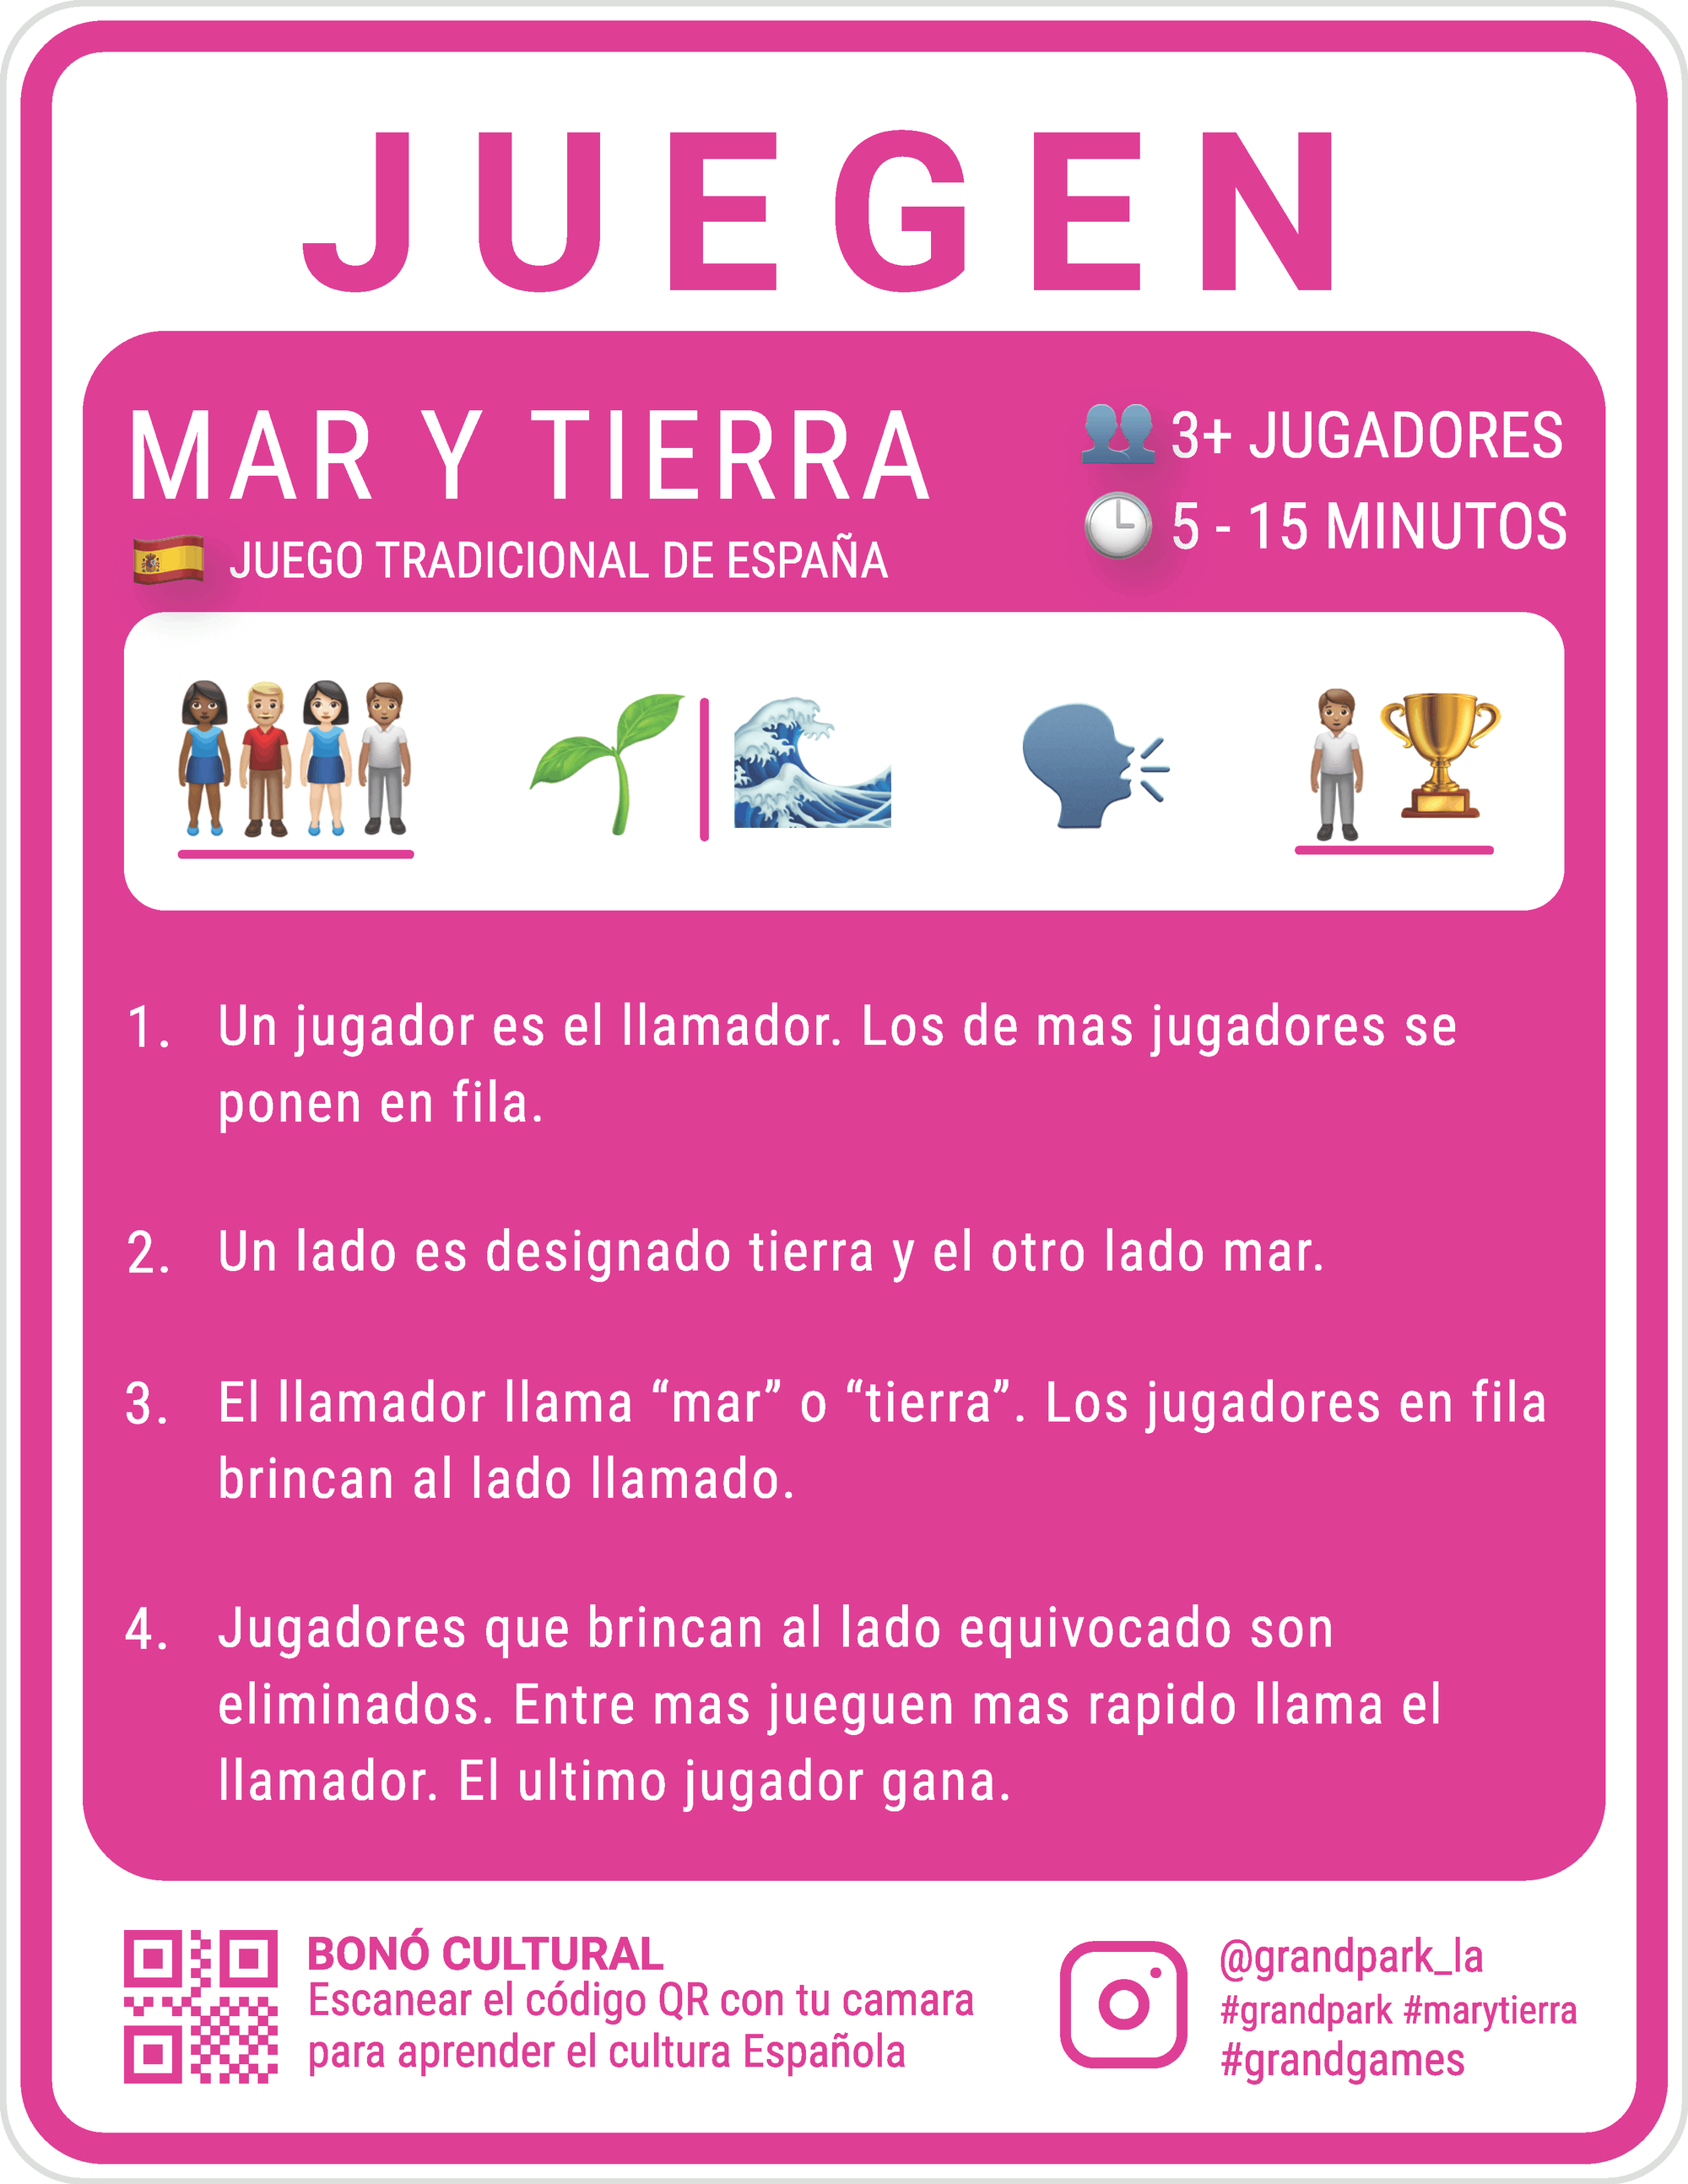 JUEGEN
MAR Y TIERRA
JUEGO TRADICIONAL DE ESPAÑA
3+ JUGADORES
5 - 15 MINUTOS
1. Un jugador es el llamador. Los de mas jugadores se
ponen en fila.
2. Un lado es designado tierra y el otro lado mar.
3. El llamador llama “mar” o “tierra”. Los jugadores en fila
brincan al lado llamado.
4. Jugadores que brincan al lado equivocado son
eliminados. Entre mas jueguen mas rapido llama el
llamador. El ultimo jugador gana.
BONÓ CULTURAL
Escanear el código QR con tu camara
para aprender el cultura Española
@grandpark_la
#grandpark #marytierra
#grandgames